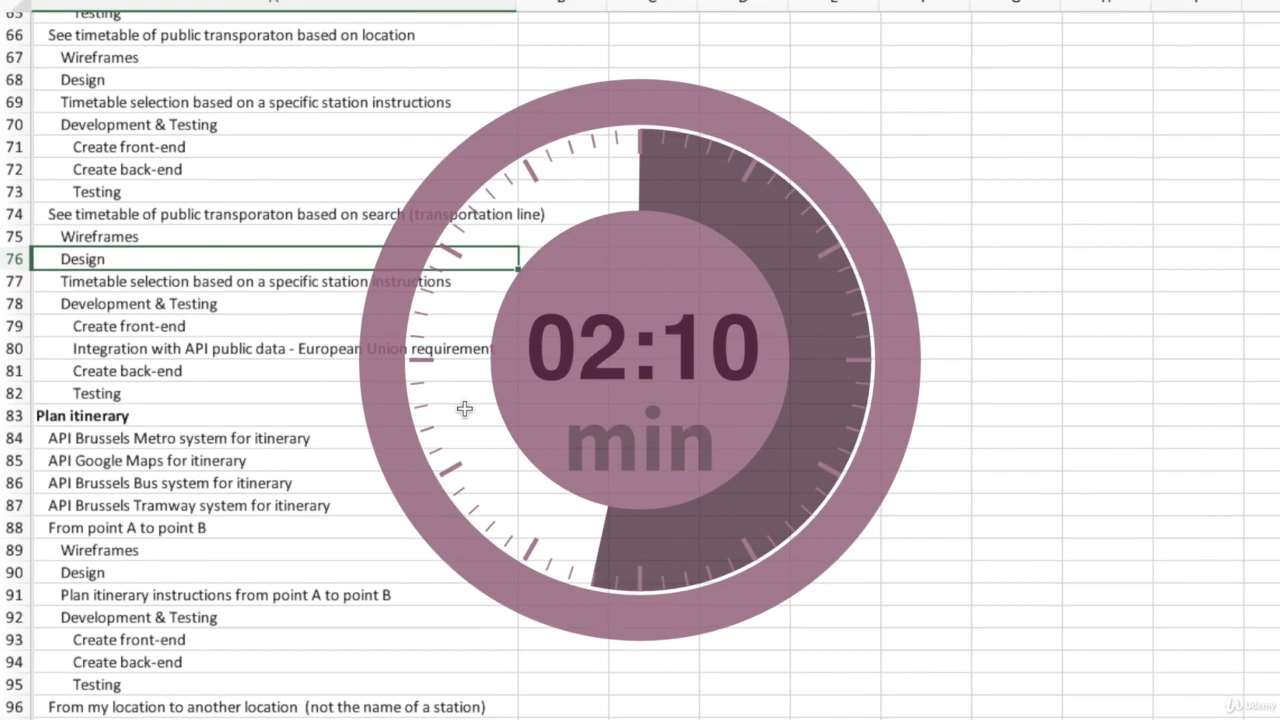 65 Testing
66 See timetable of public transporaton based on location
67 Wireframes
68 Design
69 Timetable selection based on a specific station instructions
70 Development & Testing
71 Create front-end
72 Create back-end
73 Testing
74 See timetable of public transporaton based on search (transportation line)
75 Wireframes
76 Design
77 Timetable selection based on a specific station instructions
78 Development & Testing
79 Create front-end
80 Integration with API public data - European Union requirement
81 Create back-end
82 Testing
83 Plan itinerary
84 API Brussels Metro system for itinerary
85 API Google Maps for itinerary
86 API Brussels Bus system for itinerary
87 API Brussels Tramway system for itinerary
88 From point A to point B
89 Wireframes
90 Design
91 Plan itinerary instructions from point A to point B
92 Development & Testing
93 Create front-end
94 Create back-end
95 Testing
96 From my location to another location (not the name of a station)
02:10
min
Udemy